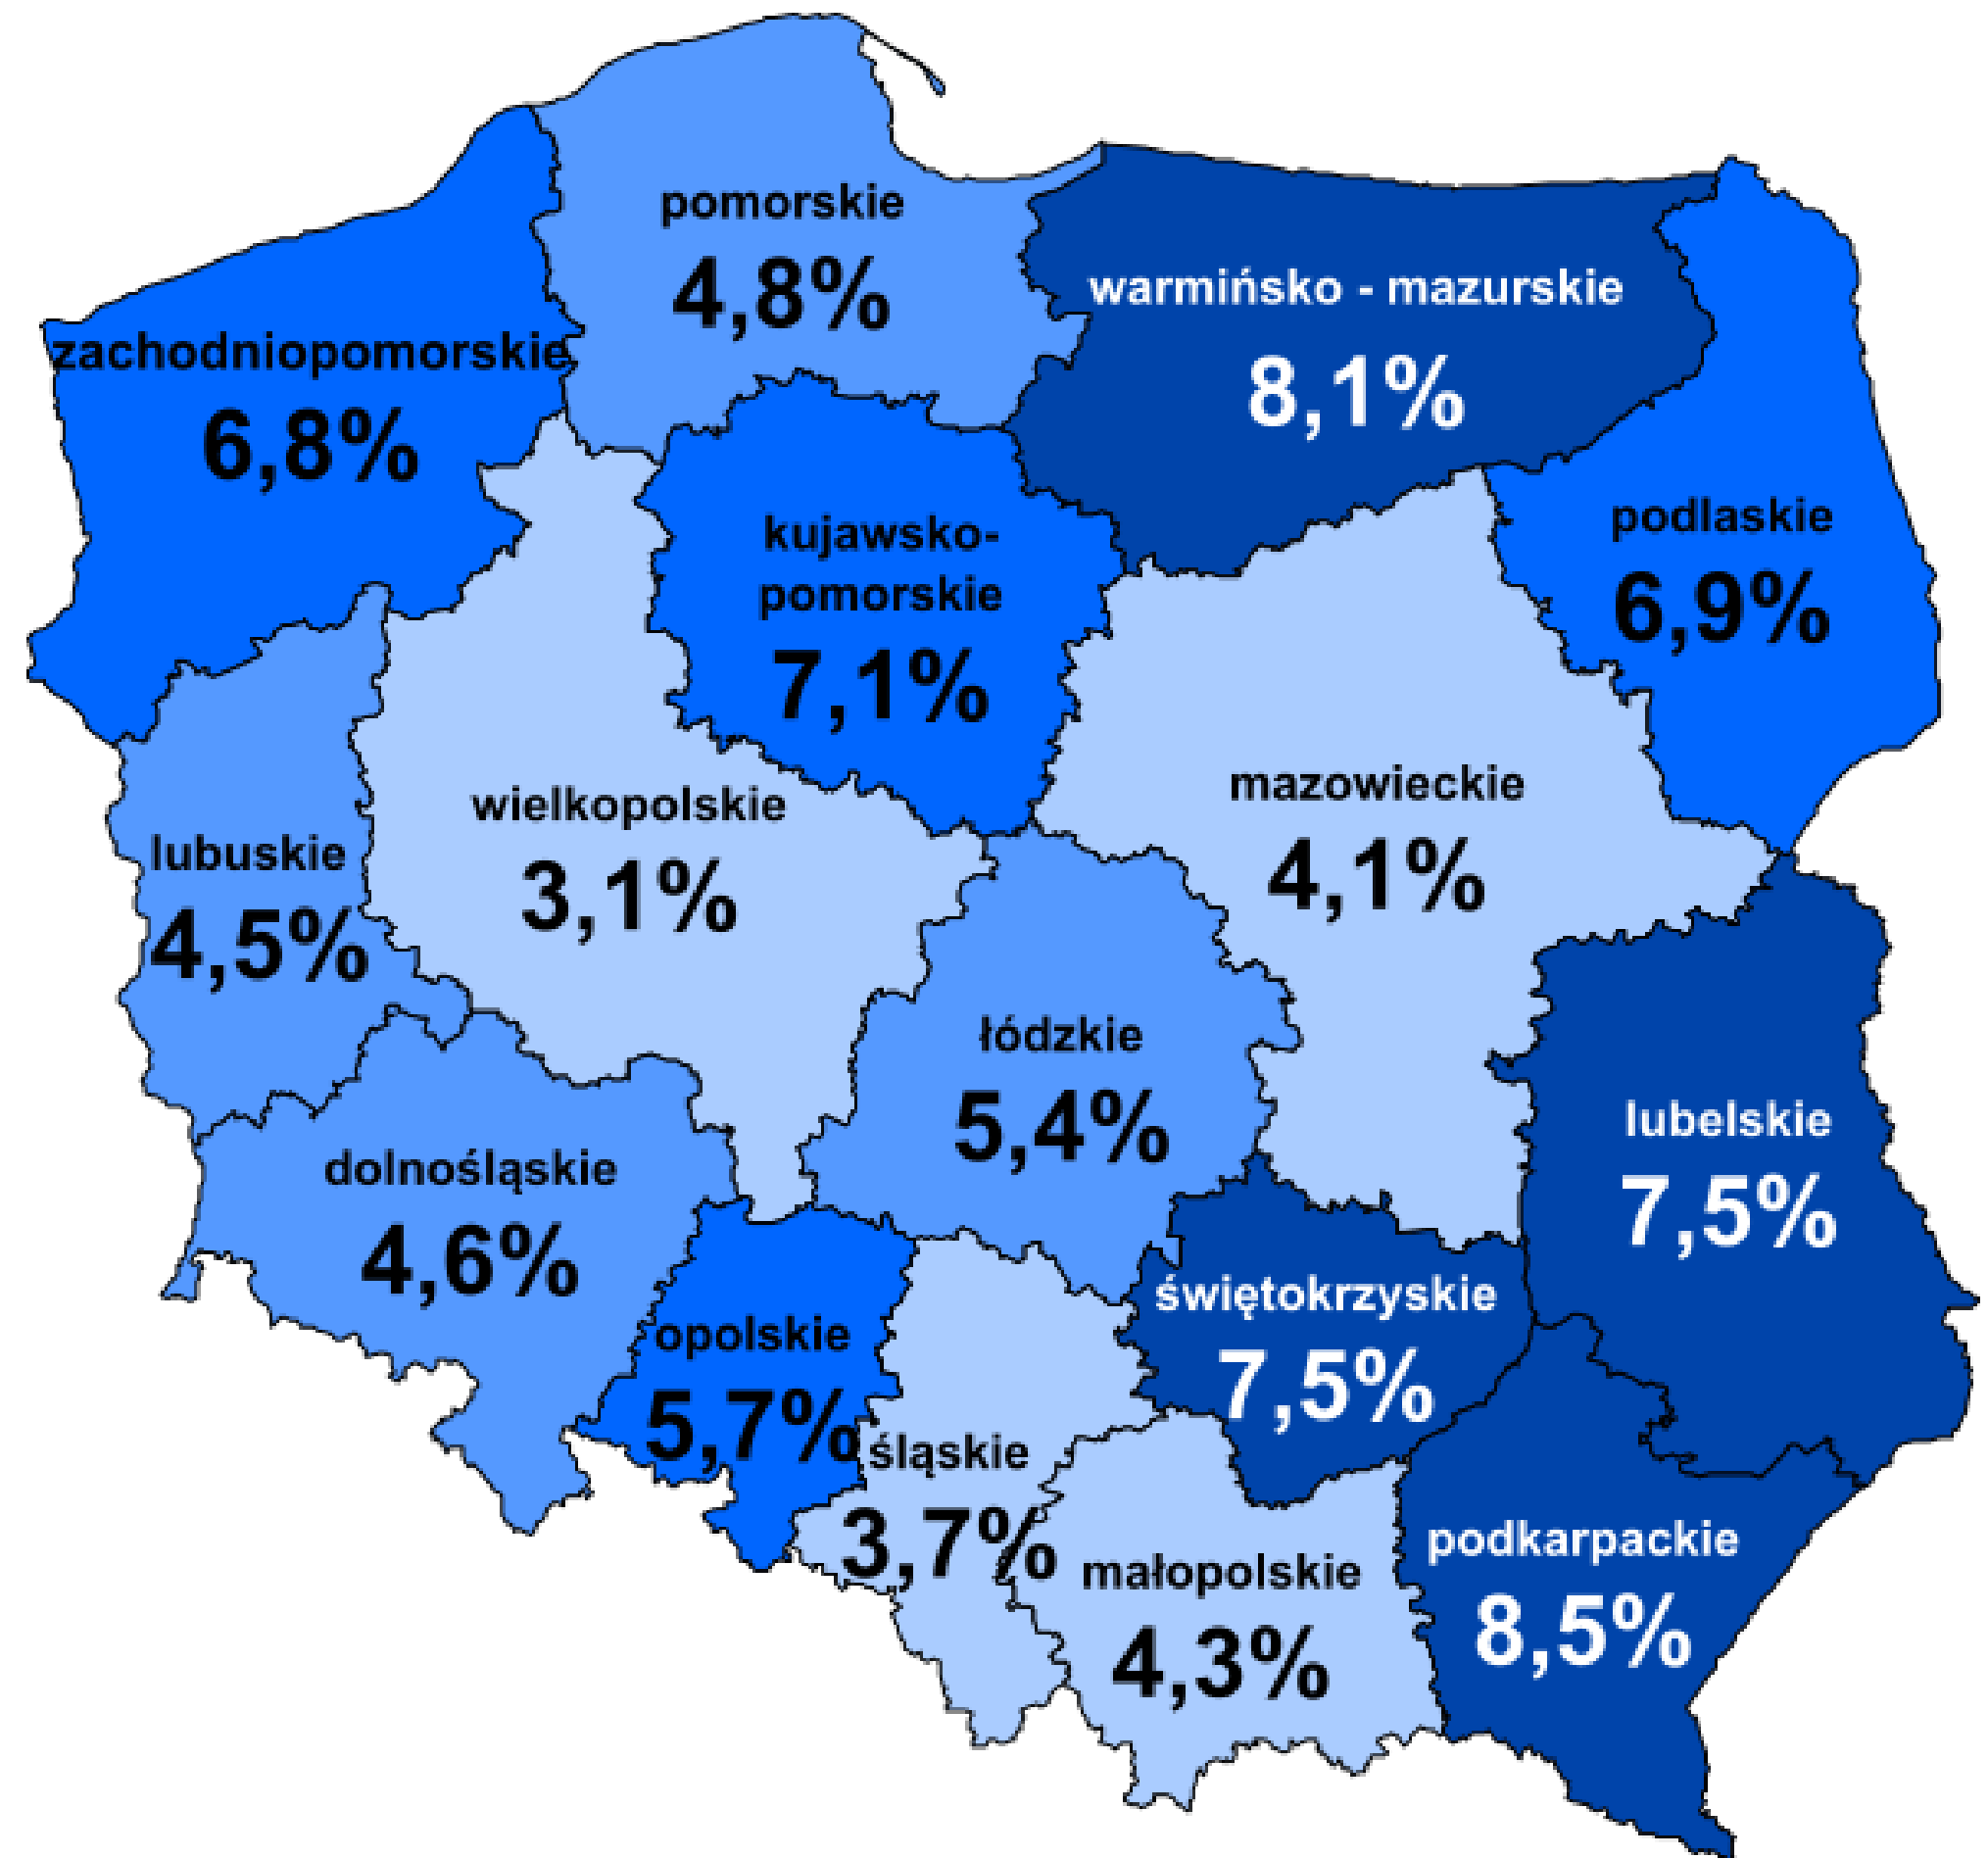 pomorskie
4,8%
warmińsko - mazurskie
8,1%
zachodniopomorskie
6,8%
kujawsko-
pomorskie
7,1%
podlaskie
6,9%
mazowieckie
4,1%
wielkopolskie
3,1%
lubuskie
4,5%
łódzkie
5,4%
lubelskie
7,5%
dolnośląskie
4,6%
świętokrzyskie
7,5%
opolskie
5,7%
śląskie
3,7%
małopolskie
4,3%
podkarpackie
8,5%